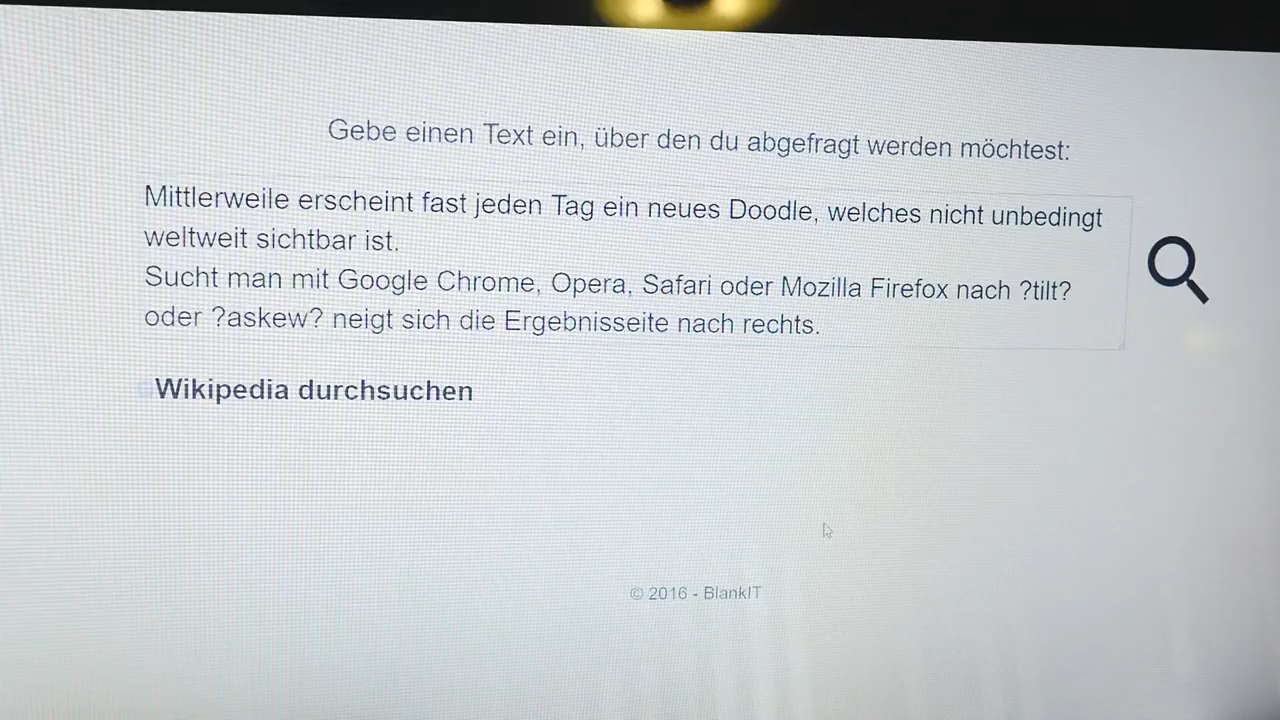 Gebe einen Text ein, über den du abgefragt werden möchtest:
Mittlerweile erscheint fast jeden Tag ein neues Doodle, welches nicht unbedingt
weltweit sichtbar ist.
Sucht man mit Google Chrome, Opera, Safari oder Mozilla Firefox nach ?tilt?
oder ?askew? neigt sich die Ergebnisseite nach rechts.
Wikipedia durchsuchen
© 2016 - BlankIT